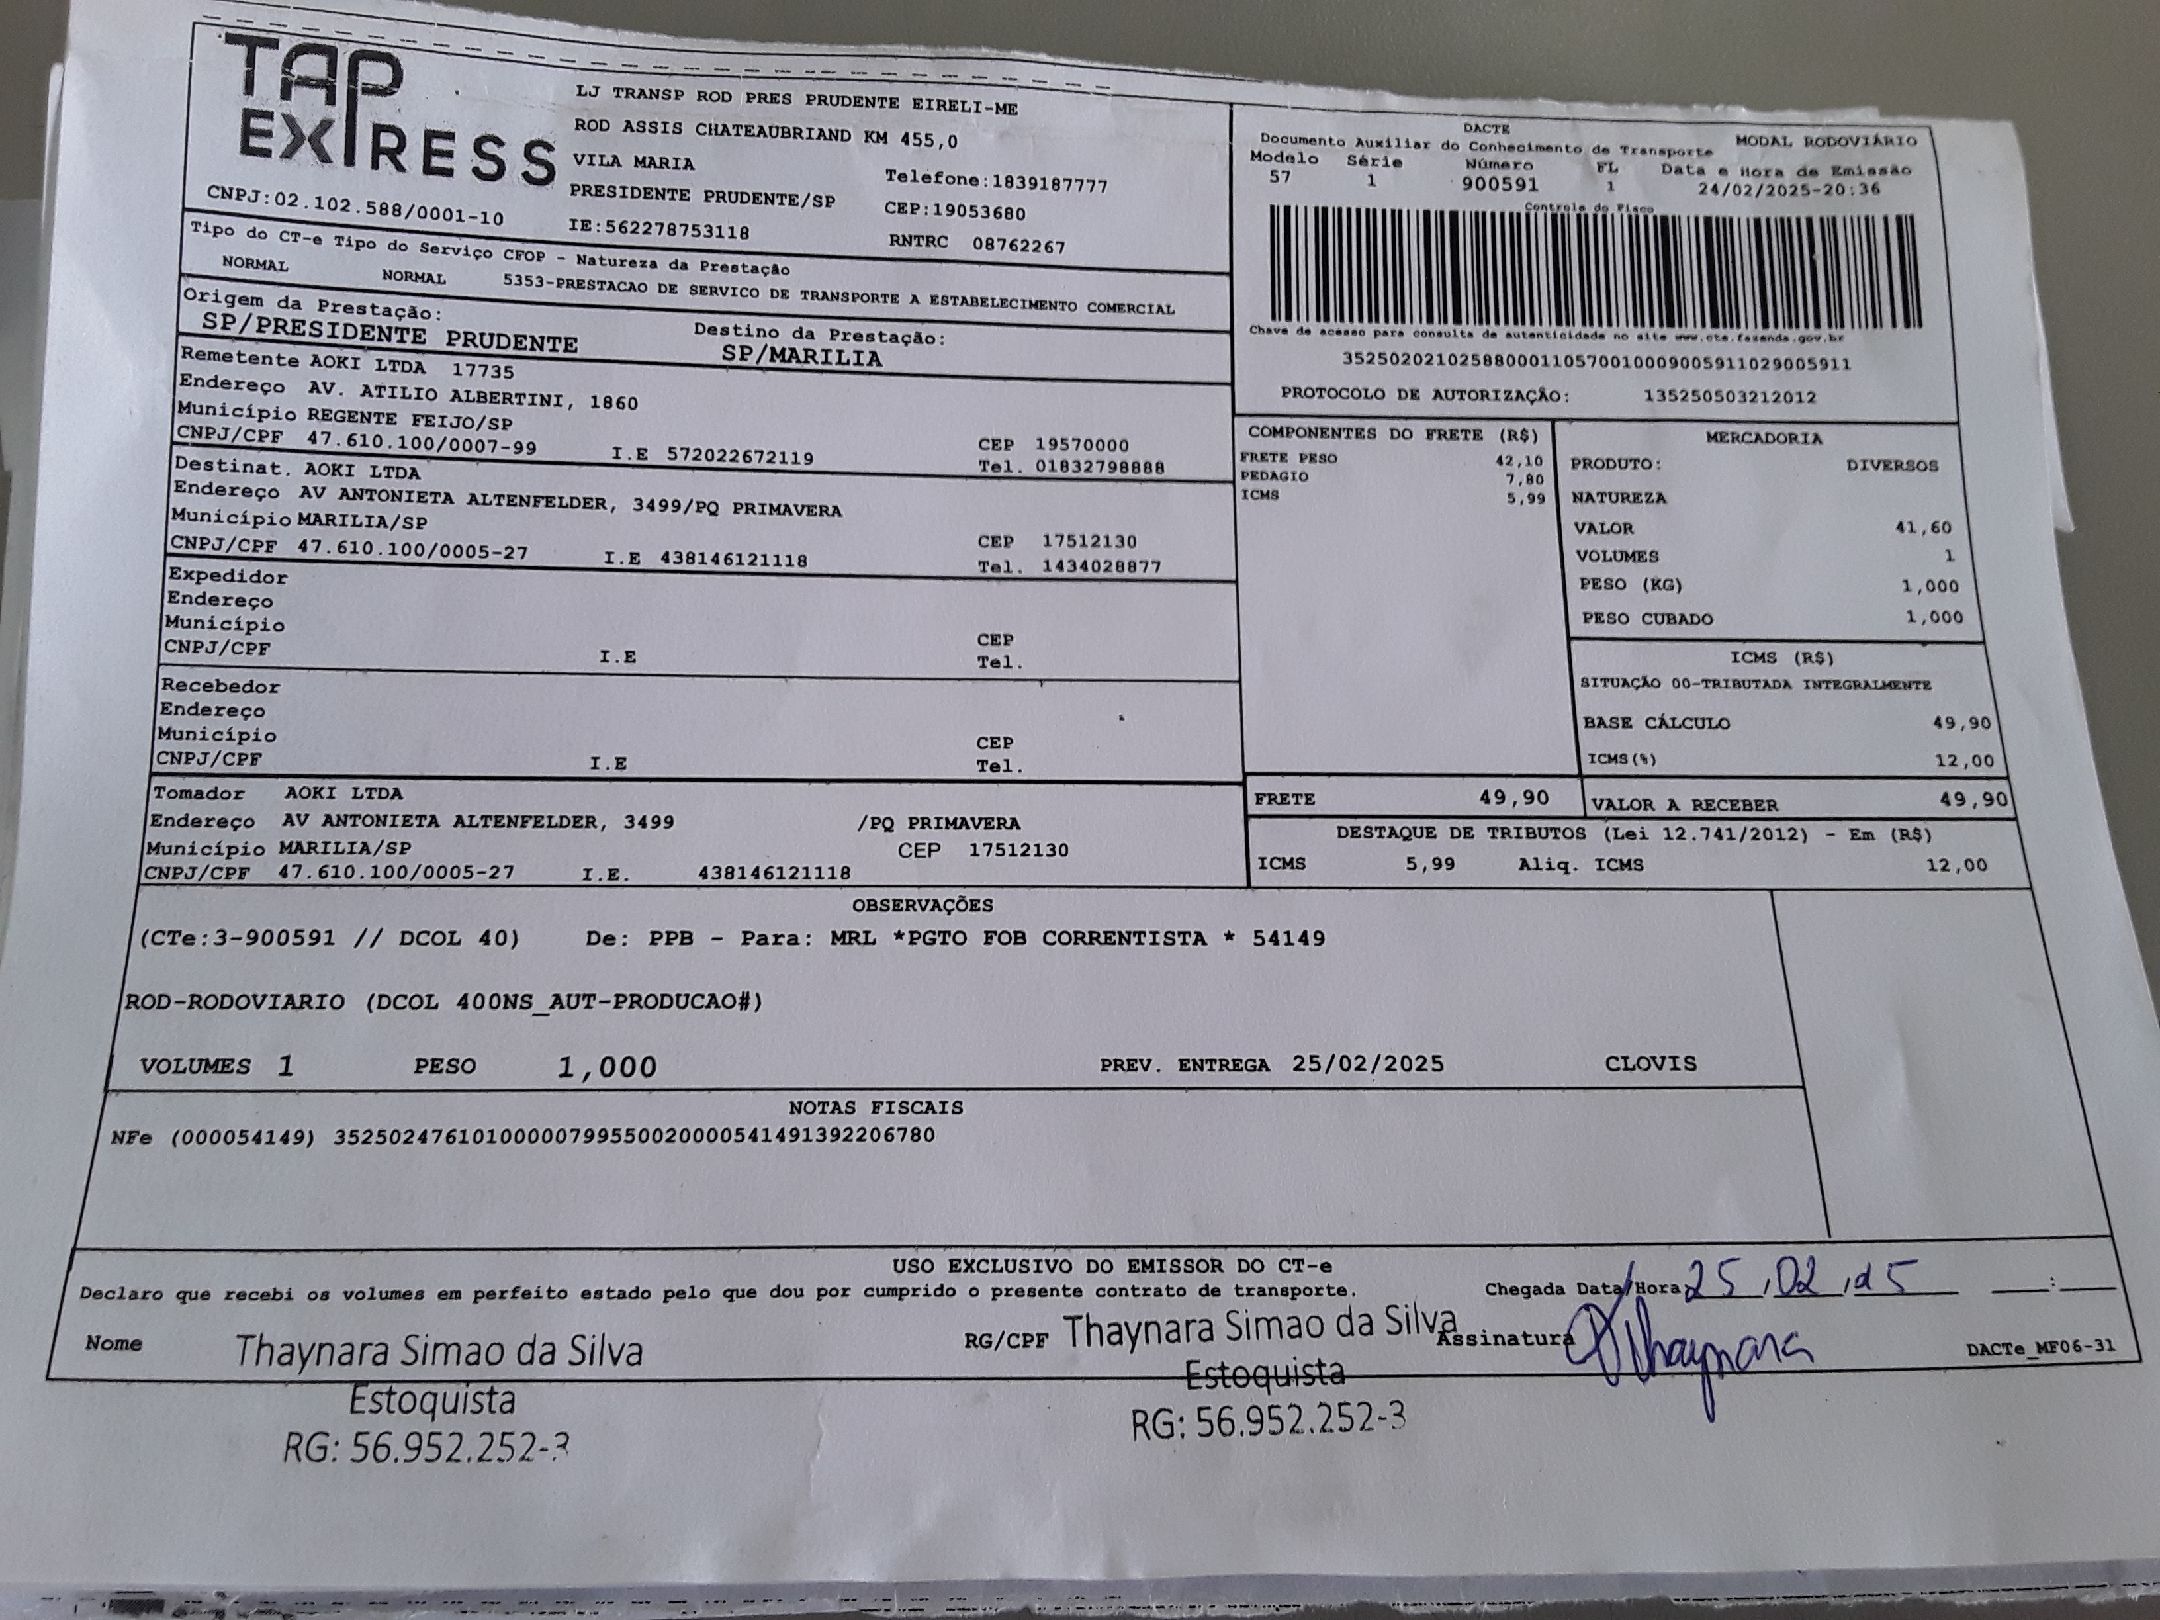 TAP
EXPRESS
CNPJ:02.102.588/0001-10
LJ TRANSP ROD PRES PRUDENTE EIRELI-ME
ROD ASSIS CHATEAUBRIAND KM 455,0
VILA MARIA
Telefone:1839187777
PRESIDENTE PRUDENTE/SP
CEP:19053680
IE:562278753118
RNTRC 08762267
DACTE
Documento Auxiliar do Conhecimento de Transporte
MODAL RODOVIÁRIO
Modelo Série Número FL Data e Hora de Emissão
57 1 900591 1 24/02/2025-20:36
Controle do Fisco
Chave de acesso para consulta de autenticidade no site www.cte.fazenda.gov.br
35250202102588000110570010009005911029005911
PROTOCOLO DE AUTORIZAÇÃO: 135250503212012
Tipo do CT-e Tipo do Serviço CFOP - Natureza da Prestação
NORMAL NORMAL 5353-PRESTACAO DE SERVICO DE TRANSPORTE A ESTABELECIMENTO COMERCIAL
Origem da Prestação: Destino da Prestação:
SP/PRESIDENTE PRUDENTE SP/MARILIA
Remetente AOKI LTDA 17735
Endereço AV. ATILIO ALBERTINI, 1860
Município REGENTE FEIJO/SP CEP 19570000
CNPJ/CPF 47.610.100/0007-99 I.E 572022672119 Tel. 01832798888
Destinat. AOKI LTDA
Endereço AV ANTONIETA ALTENFELDER, 3499/PQ PRIMAVERA
Município MARILIA/SP CEP 17512130
CNPJ/CPF 47.610.100/0005-27 I.E 438146121118 Tel. 1434028877
Expedidor
Endereço
Município CEP
CNPJ/CPF I.E Tel.
Recebedor
Endereço
Município CEP
CNPJ/CPF I.E Tel.
Tomador AOKI LTDA
Endereço AV ANTONIETA ALTENFELDER, 3499 /PQ PRIMAVERA
Município MARILIA/SP CEP 17512130
CNPJ/CPF 47.610.100/0005-27 I.E. 438146121118
COMPONENTES DO FRETE (R$)
FRETE PESO 42,10
PEDAGIO 7,80
ICMS 5,99
MERCADORIA
PRODUTO: DIVERSOS
NATUREZA
VALOR 41,60
VOLUMES 1
PESO (KG) 1,000
PESO CUBADO 1,000
ICMS (R$)
SITUAÇÃO 00-TRIBUTADA INTEGRALMENTE
BASE CÁLCULO 49,90
ICMS(%) 12,00
FRETE 49,90 VALOR A RECEBER 49,90
DESTAQUE DE TRIBUTOS (Lei 12.741/2012) - Em (R$)
ICMS 5,99 Aliq. ICMS 12,00
OBSERVAÇÕES
(CTe:3-900591 // DCOL 40) De: PPB - Para: MRL *PGTO FOB CORRENTISTA * 54149
ROD-RODOVIARIO (DCOL 400NS_AUT-PRODUCAO#)
VOLUMES 1 PESO 1,000 PREV. ENTREGA 25/02/2025 CLOVIS
NOTAS FISCAIS
NFe (000054149) 35250247610100000799550020000541491392206780
USO EXCLUSIVO DO EMISSOR DO CT-e
Declaro que recebi os volumes em perfeito estado pelo que dou por cumprido o presente contrato de transporte. Chegada Data/Hora 25,02,25 ____:____
Nome Thaynara Simao da Silva RG/CPF Thaynara Simao da Silva Assinatura Thaynara DACTe_MF06-31
Estoquista Estoquista
RG: 56.952.252-3 RG: 56.952.252-3